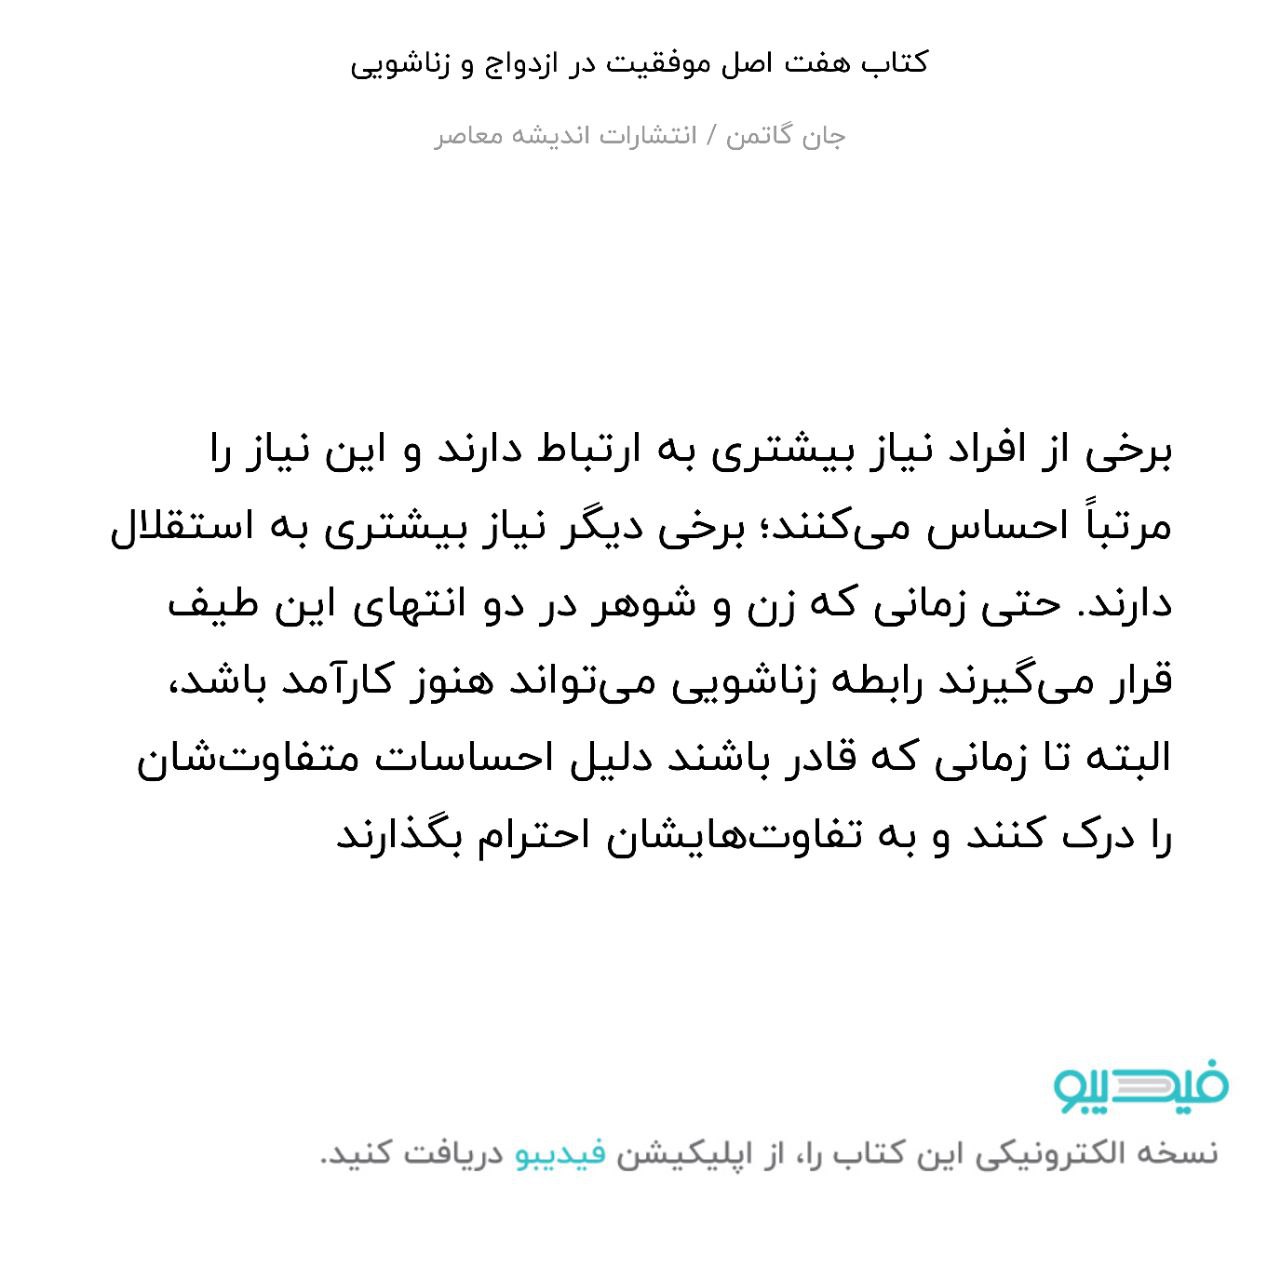 کتاب هفت اصل موفقیت در ازدواج و زناشویی
جان گاتمن / انتشارات اندیشه معاصر
برخی از افراد نیاز بیشتری به ارتباط دارند و این نیاز را
مرتباً احساس می‌کنند؛ برخی دیگر نیاز بیشتری به استقلال
دارند. حتی زمانی که زن و شوهر در دو انتهای این طیف
قرار می‌گیرند رابطه زناشویی می‌تواند هنوز کارآمد باشد،
البته تا زمانی که قادر باشند دلیل احساسات متفاوت‌شان
را درک کنند و به تفاوت‌هایشان احترام بگذارند
فیدیبو
نسخه الکترونیکی این کتاب را، از اپلیکیشن فیدیبو دریافت کنید.